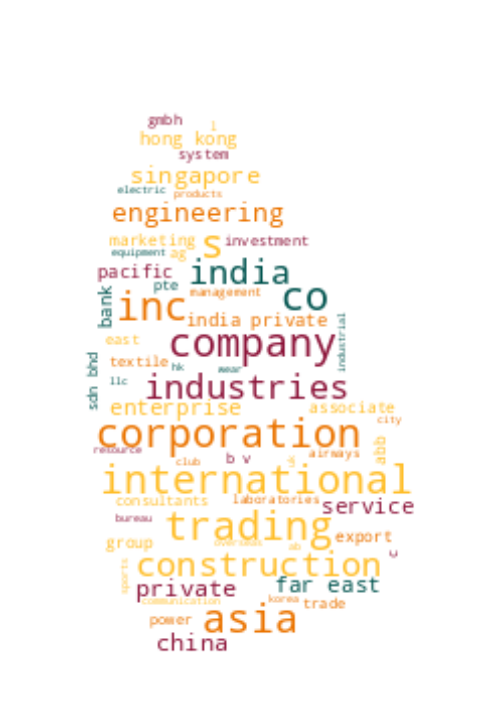 gmbh
i
hong kong
system
singapore
electric
products
engineering
marketing
s
investment
equipment
ag
pacific
india
pte
management
co
bank
inc
india private
industrial
east
company
textile
hk
wear
llc
sdn bhd
industries
enterprise
associate
city
corporation
abb
resource
airways
b v
club
uk
international
consultants
laboratories
service
bureau
trading
export
group
overseas
ab
v
construction
sports
far east
private
communication
korea
trade
power
asia
china